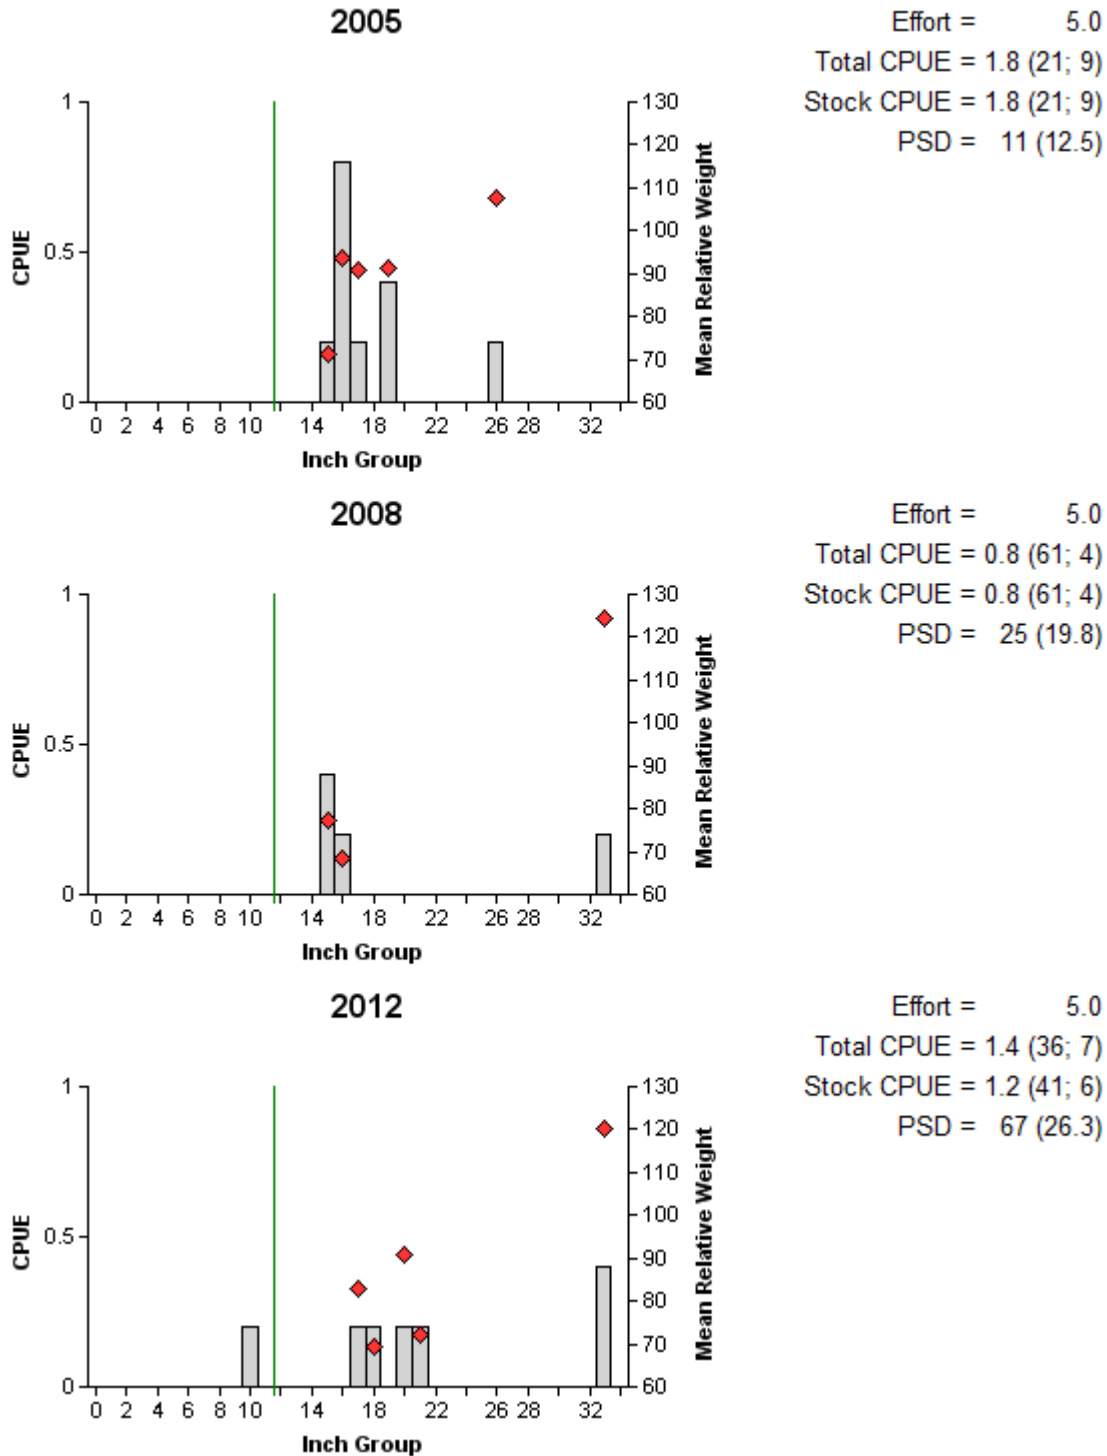 2005
Effort = 5.0
Total CPUE = 1.8 (21; 9)
Stock CPUE = 1.8 (21; 9)
PSD = 11 (12.5)
1
0.5
0
CPUE
130
120
110
100
90
80
70
60
Mean Relative Weight
0 2 4 6 8 10 14 18 22 26 28 32
Inch Group
2008
Effort = 5.0
Total CPUE = 0.8 (61; 4)
Stock CPUE = 0.8 (61; 4)
PSD = 25 (19.8)
1
0.5
0
CPUE
130
120
110
100
90
80
70
60
Mean Relative Weight
0 2 4 6 8 10 14 18 22 26 28 32
Inch Group
2012
Effort = 5.0
Total CPUE = 1.4 (36; 7)
Stock CPUE = 1.2 (41; 6)
PSD = 67 (26.3)
1
0.5
0
CPUE
130
120
110
100
90
80
70
60
Mean Relative Weight
0 2 4 6 8 10 14 18 22 26 28 32
Inch Group